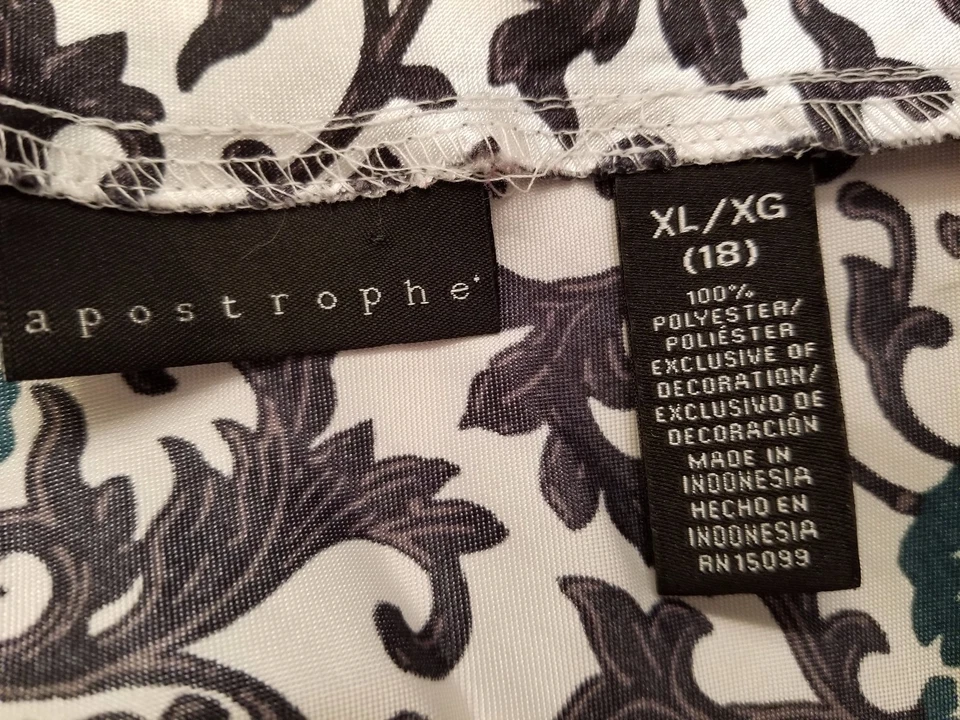 apostrophe
XL/XG
(18)
100%
POLYESTER/
POLIÉSTER
EXCLUSIVE OF
DECORATION/
EXCLUSIVO DE
DECORACIÓN
MADE IN
INDONESIA
HECHO EN
INDONESIA
RN15099